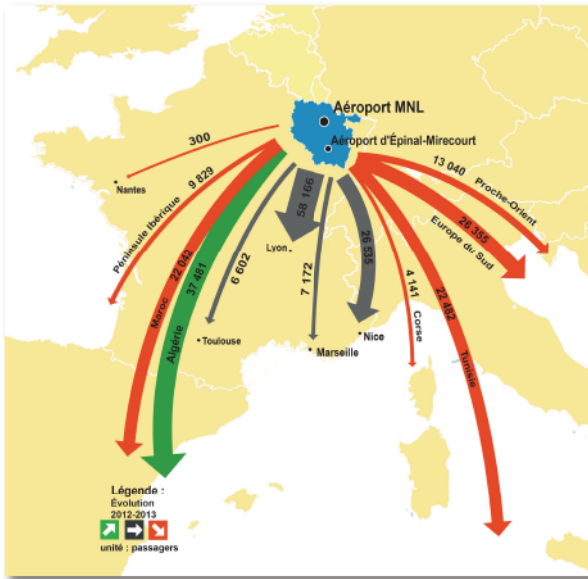 Aéroport MNL
Aéroport d'Épinal-Mirecourt
300
Nantes
9 829
Péninsule Ibérique
22 042
Maroc
37 481
Algérie
6 602
Toulouse
58 166
Lyon
7 172
Marseille
26 535
Nice
4 141
Corse
22 482
Tunisie
26 355
Europe du Sud
13 040
Proche-Orient
Légende :
Évolution
2012-2013
unité : passagers